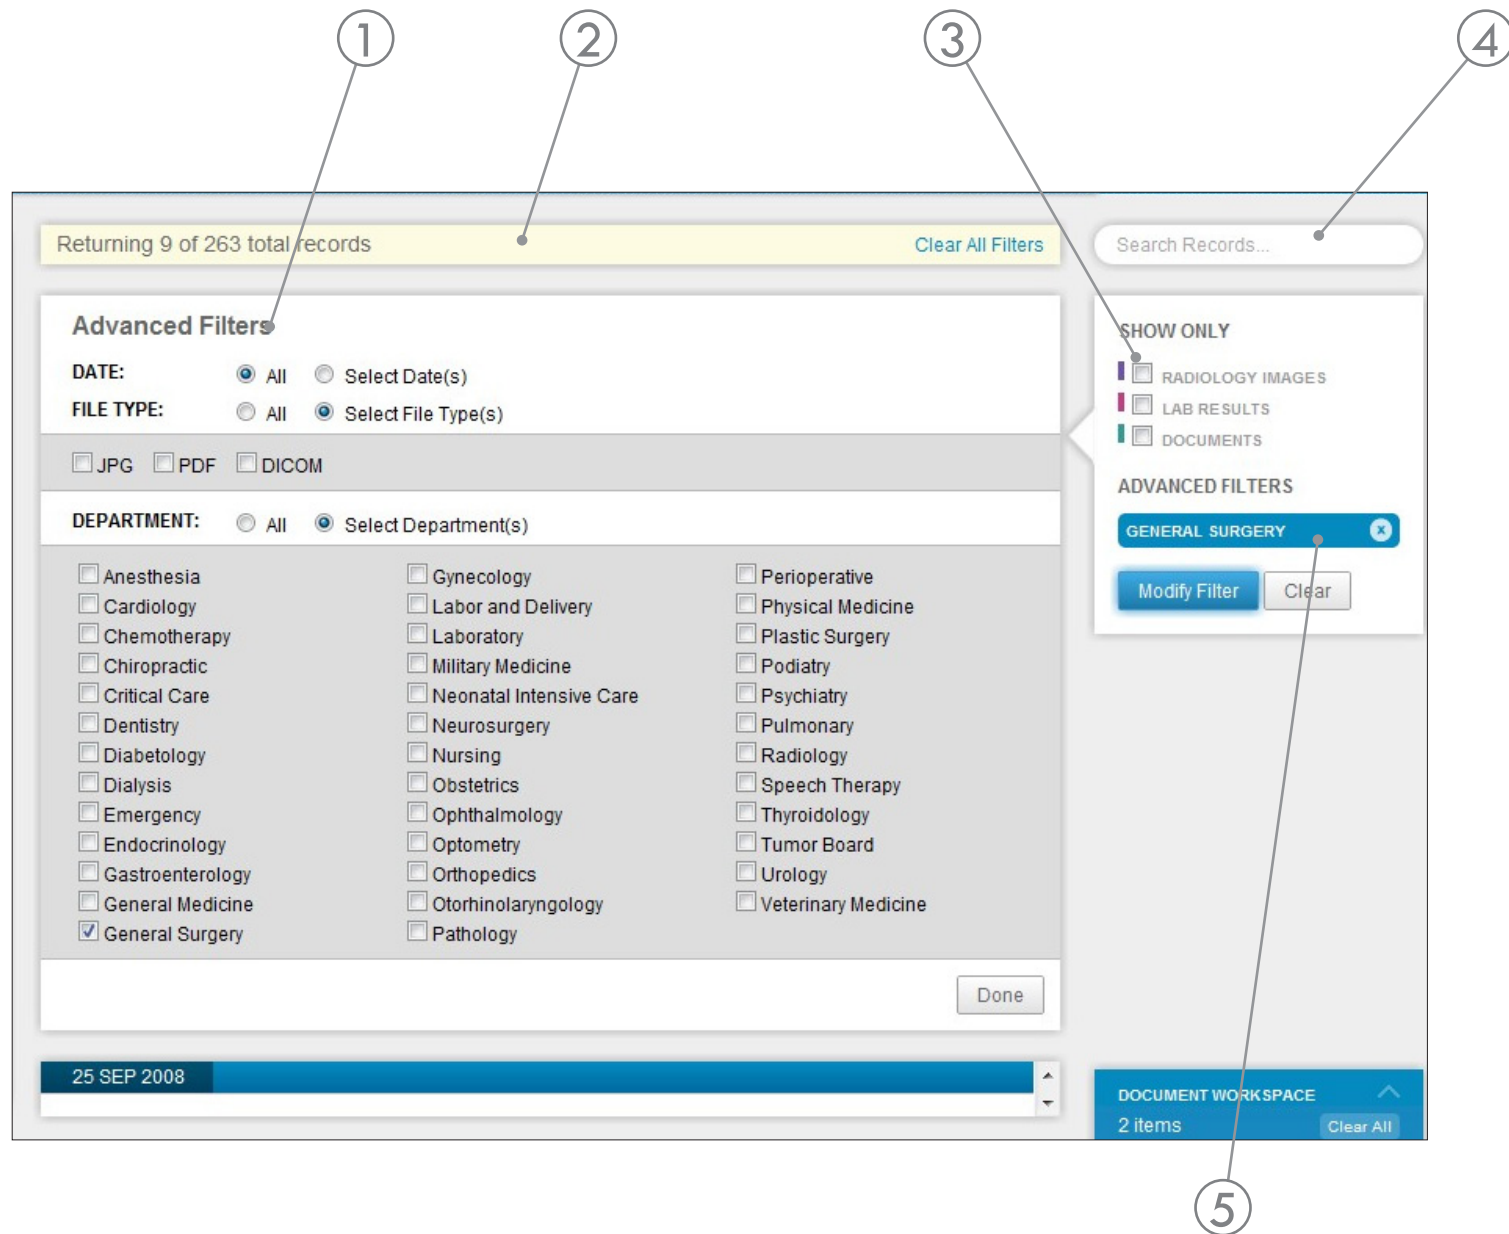 1 2 3 4
Returning 9 of 263 total records Clear All Filters
Search Records...
Advanced Filters
DATE: All Select Date(s)
FILE TYPE: All Select File Type(s)
JPG PDF DICOM
DEPARTMENT: All Select Department(s)
Anesthesia
Cardiology
Chemotherapy
Chiropractic
Critical Care
Dentistry
Diabetology
Dialysis
Emergency
Endocrinology
Gastroenterology
General Medicine
General Surgery
Gynecology
Labor and Delivery
Laboratory
Military Medicine
Neonatal Intensive Care
Neurosurgery
Nursing
Obstetrics
Ophthalmology
Optometry
Orthopedics
Otorhinolaryngology
Pathology
Perioperative
Physical Medicine
Plastic Surgery
Podiatry
Psychiatry
Pulmonary
Radiology
Speech Therapy
Thyroidology
Tumor Board
Urology
Veterinary Medicine
Done
25 SEP 2008
SHOW ONLY
RADIOLOGY IMAGES
LAB RESULTS
DOCUMENTS
ADVANCED FILTERS
GENERAL SURGERY x
Modify Filter Clear
DOCUMENT WORKSPACE
2 items Clear All
5